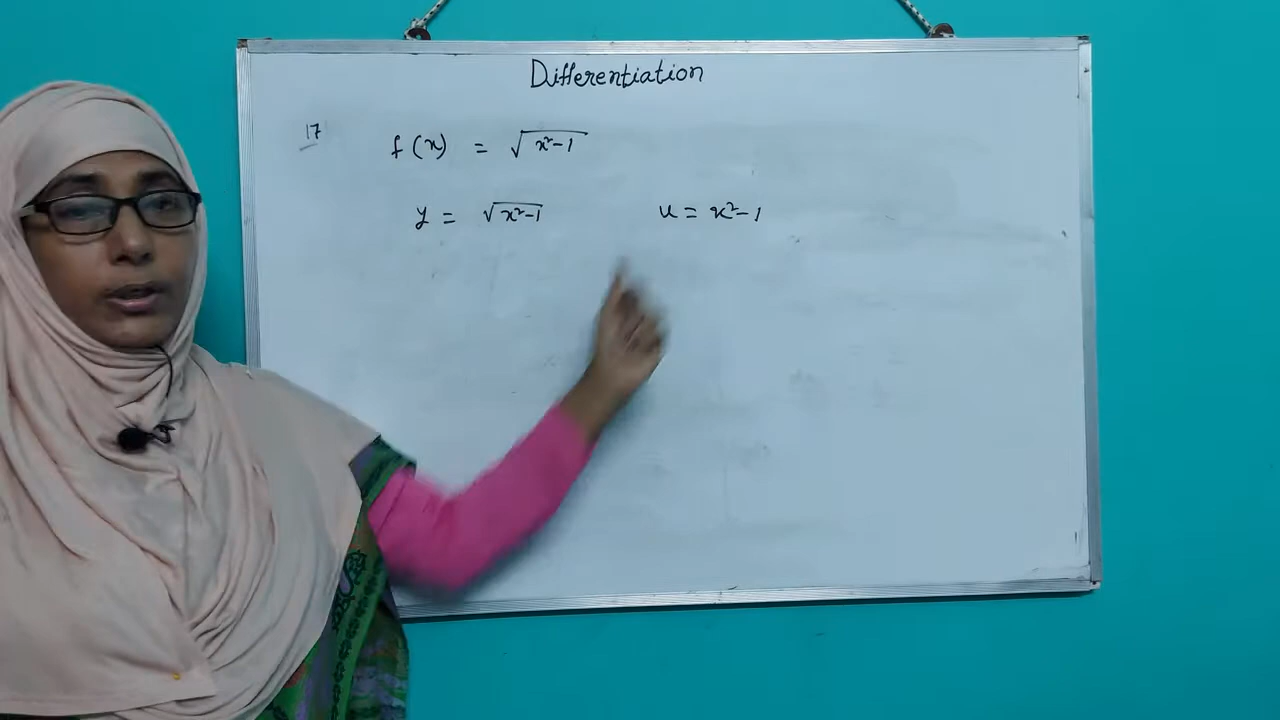 Differentiation
17 f(x) = √(x²-1)
y = √(x²-1) u = x²-1